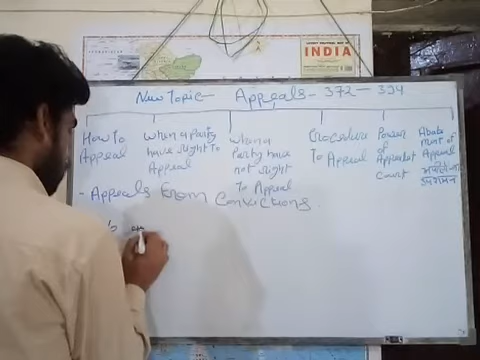 INDIA
New Topic - Appeals - 372 - 394
How To Appeal
When a Party have right To Appeal
When a Party have not right To Appeal
Procedure To Appeal
Power of Appellate court
Abatement of Appeal
- Appeals from Convictions.